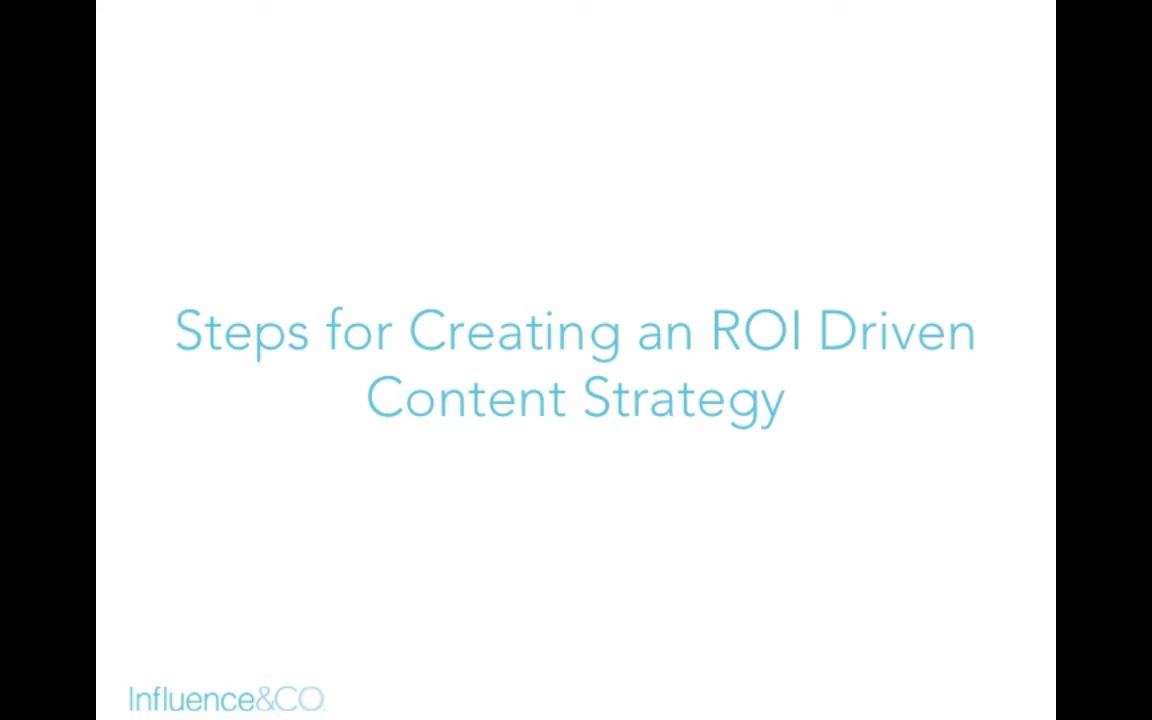 Steps for Creating an ROI Driven
Content Strategy
Influence&CO.